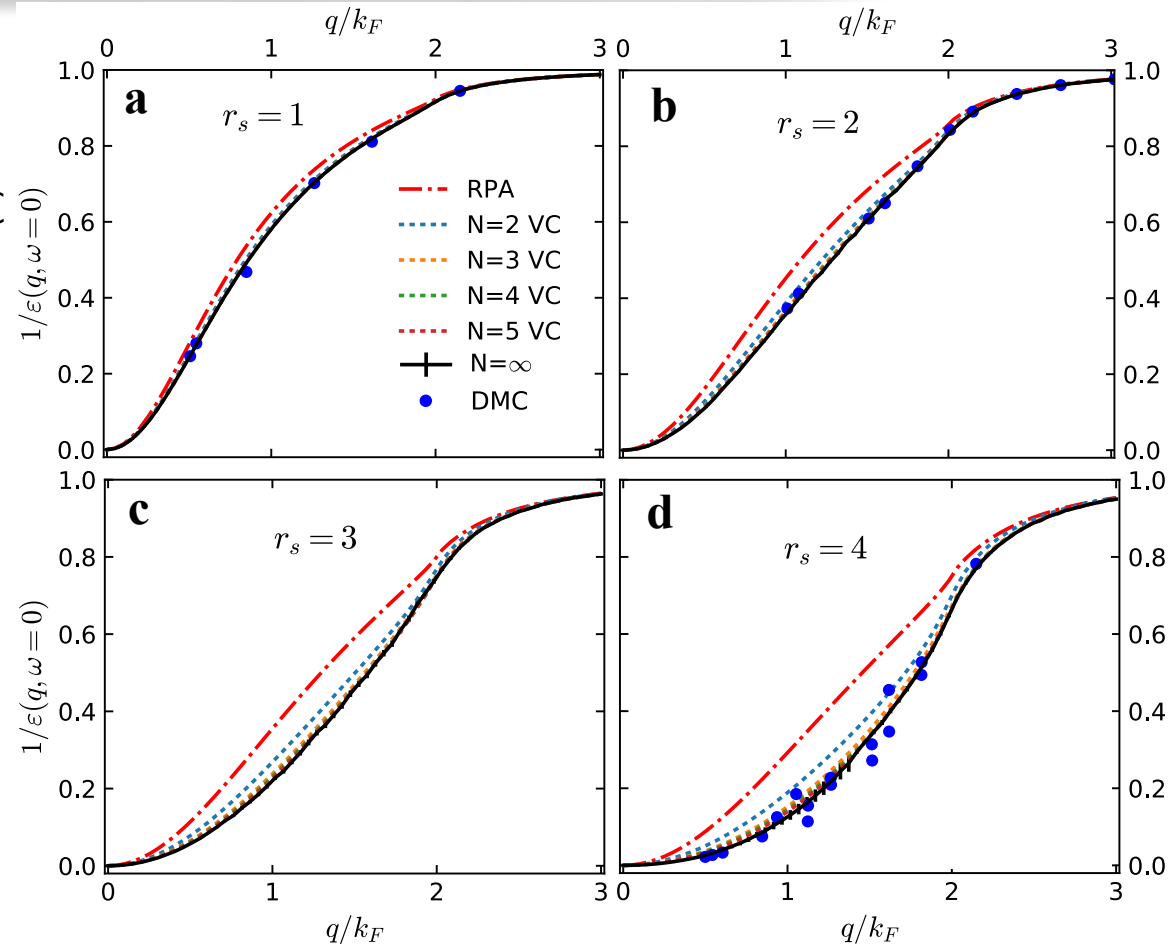 q/k_F
q/k_F
0 1 2 3
0 1 2 3
1.0
0.8
0.6
0.4
0.2
0.0
1/ε(q, ω = 0)
a
r_s = 1
RPA
N=2 VC
N=3 VC
N=4 VC
N=5 VC
N=∞
DMC
b
r_s = 2
1.0
0.8
0.6
0.4
0.2
0.0
1.0
0.8
0.6
0.4
0.2
0.0
1/ε(q, ω = 0)
c
r_s = 3
d
r_s = 4
1.0
0.8
0.6
0.4
0.2
0.0
0 1 2 3
0 1 2 3
q/k_F
q/k_F